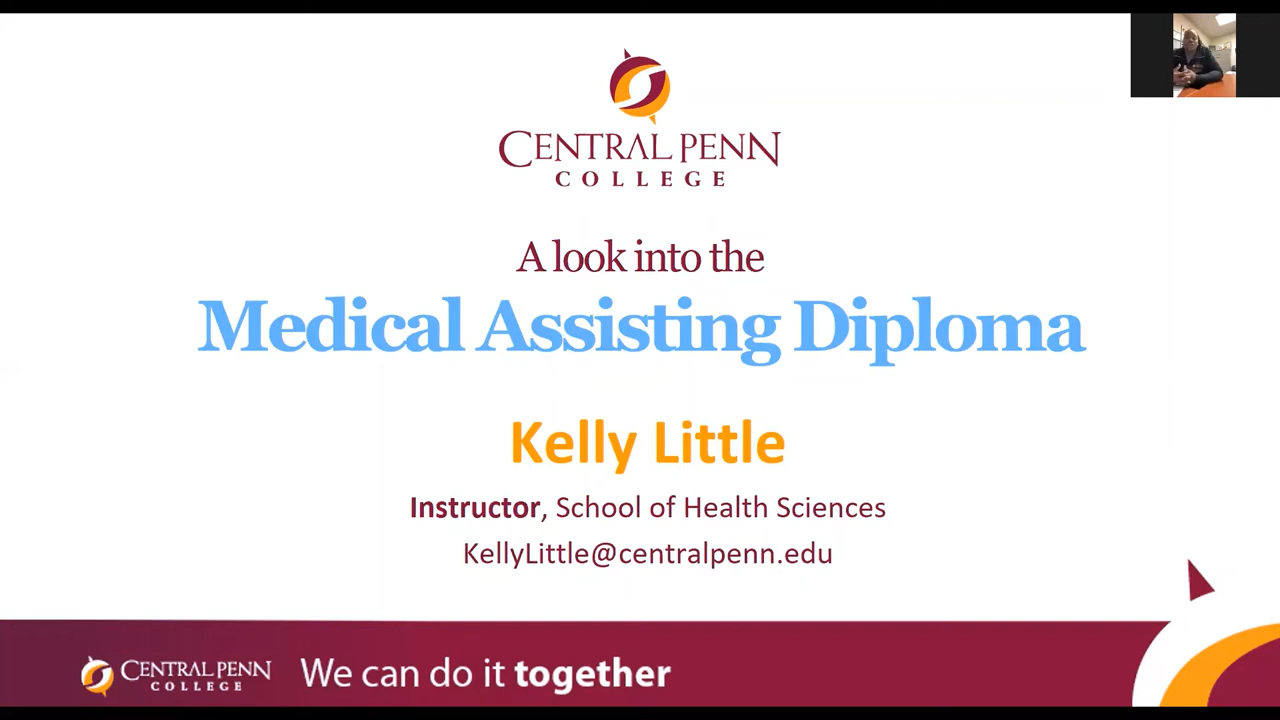 CENTRAL PENN
COLLEGE
A look into the
Medical Assisting Diploma
Kelly Little
Instructor, School of Health Sciences
KellyLittle@centralpenn.edu
CENTRAL PENN
COLLEGE
We can do it together